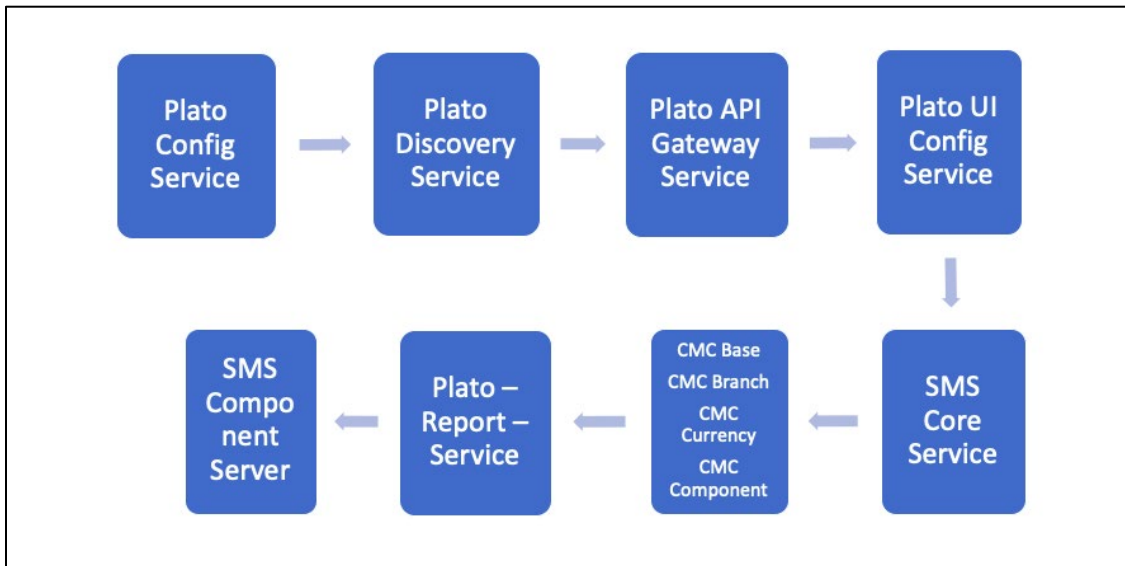 Plato
Config
Service
Plato
Discovery
Service
Plato API
Gateway
Service
Plato UI
Config
Service
SMS
Compo
nent
Server
Plato –
Report –
Service
CMC Base
CMC Branch
CMC
Currency
CMC
Component
SMS
Core
Service